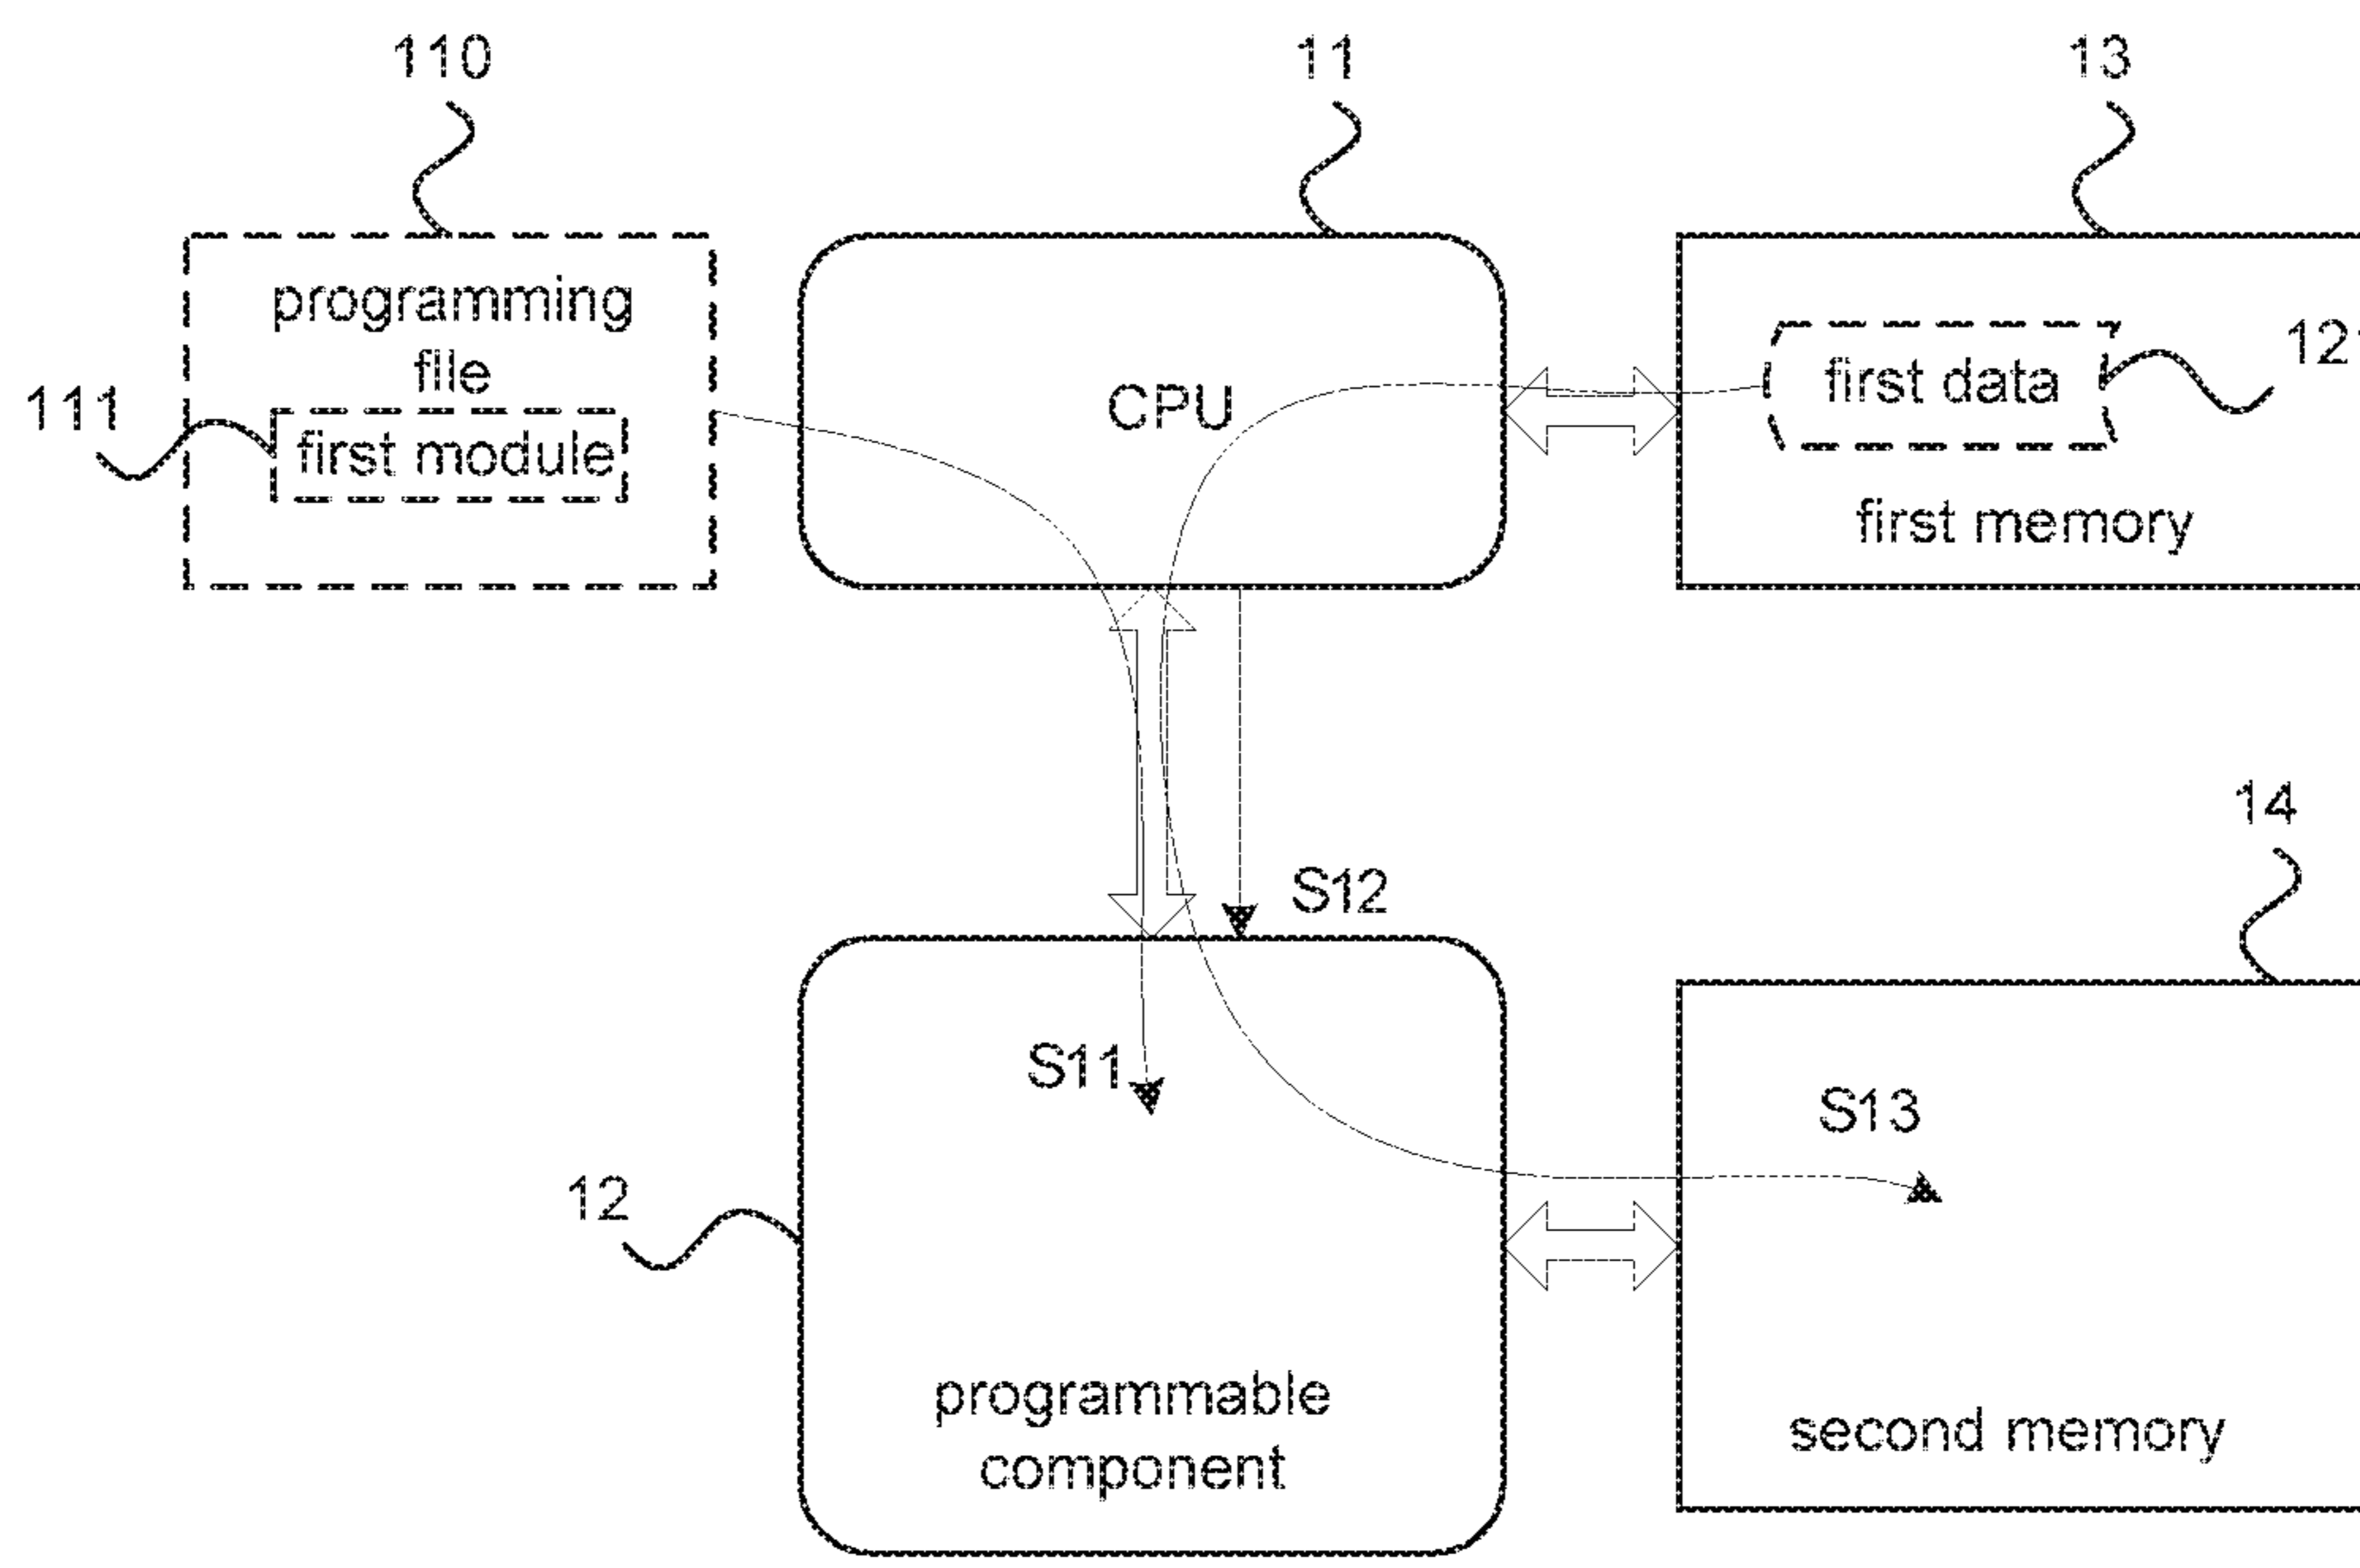 110
11
13
programming
file
111
first module
CPU
first data
first memory
14
S12
S11
S13
12
programmable
component
second memory